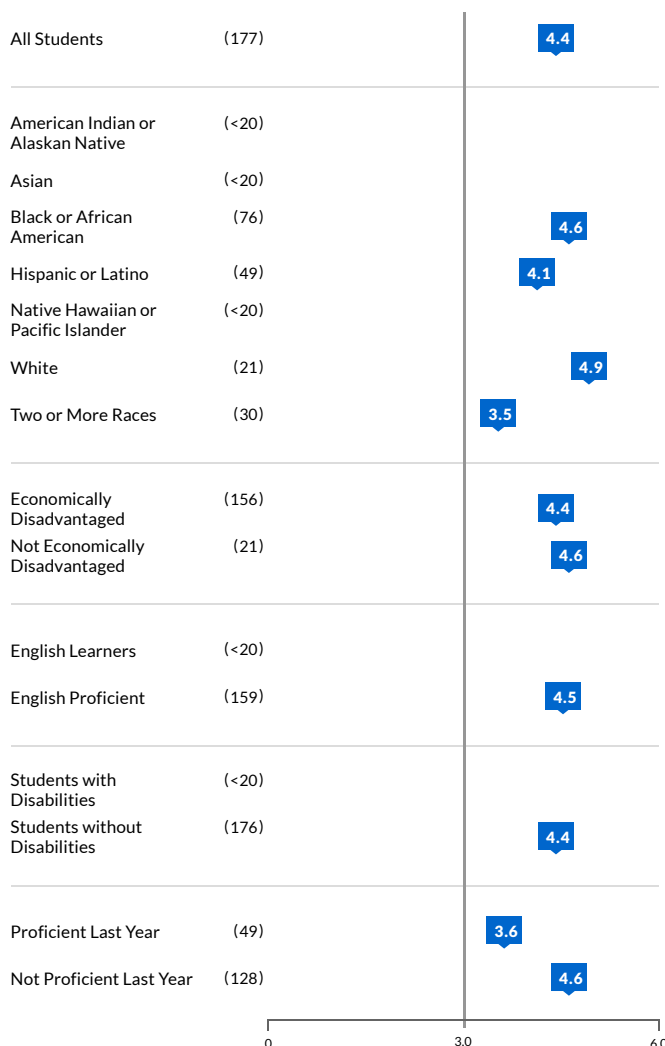 All Students (177) 4.4
American Indian or (<20)
Alaskan Native
Asian (<20)
Black or African (76) 4.6
American
Hispanic or Latino (49) 4.1
Native Hawaiian or (<20)
Pacific Islander
White (21) 4.9
Two or More Races (30) 3.5
Economically (156) 4.4
Disadvantaged
Not Economically (21) 4.6
Disadvantaged
English Learners (<20)
English Proficient (159) 4.5
Students with (<20)
Disabilities
Students without (176) 4.4
Disabilities
Proficient Last Year (49) 3.6
Not Proficient Last Year (128) 4.6
0 3.0 6.0